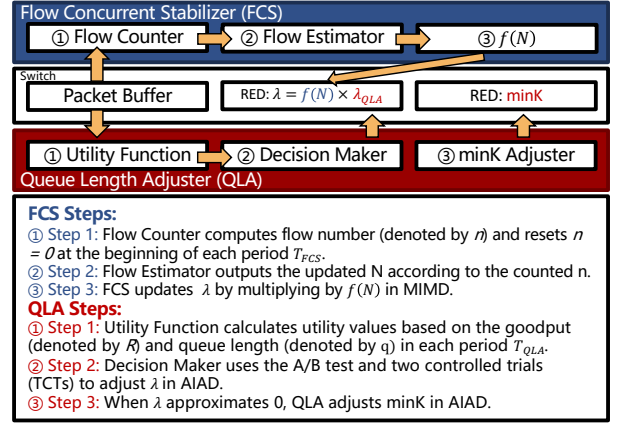 Flow Concurrent Stabilizer (FCS)
① Flow Counter
② Flow Estimator
③ f(N)
Switch
Packet Buffer
RED: λ = f(N) × λ_QLA
RED: minK
① Utility Function
② Decision Maker
③ minK Adjuster
Queue Length Adjuster (QLA)
FCS Steps:
① Step 1: Flow Counter computes flow number (denoted by n) and resets n
= 0 at the beginning of each period T_FCS.
② Step 2: Flow Estimator outputs the updated N according to the counted n.
③ Step 3: FCS updates λ by multiplying by f(N) in MIMD.
QLA Steps:
① Step 1: Utility Function calculates utility values based on the goodput
(denoted by R) and queue length (denoted by q) in each period T_QLA.
② Step 2: Decision Maker uses the A/B test and two controlled trials
(TCTs) to adjust λ in AIAD.
③ Step 3: When λ approximates 0, QLA adjusts minK in AIAD.